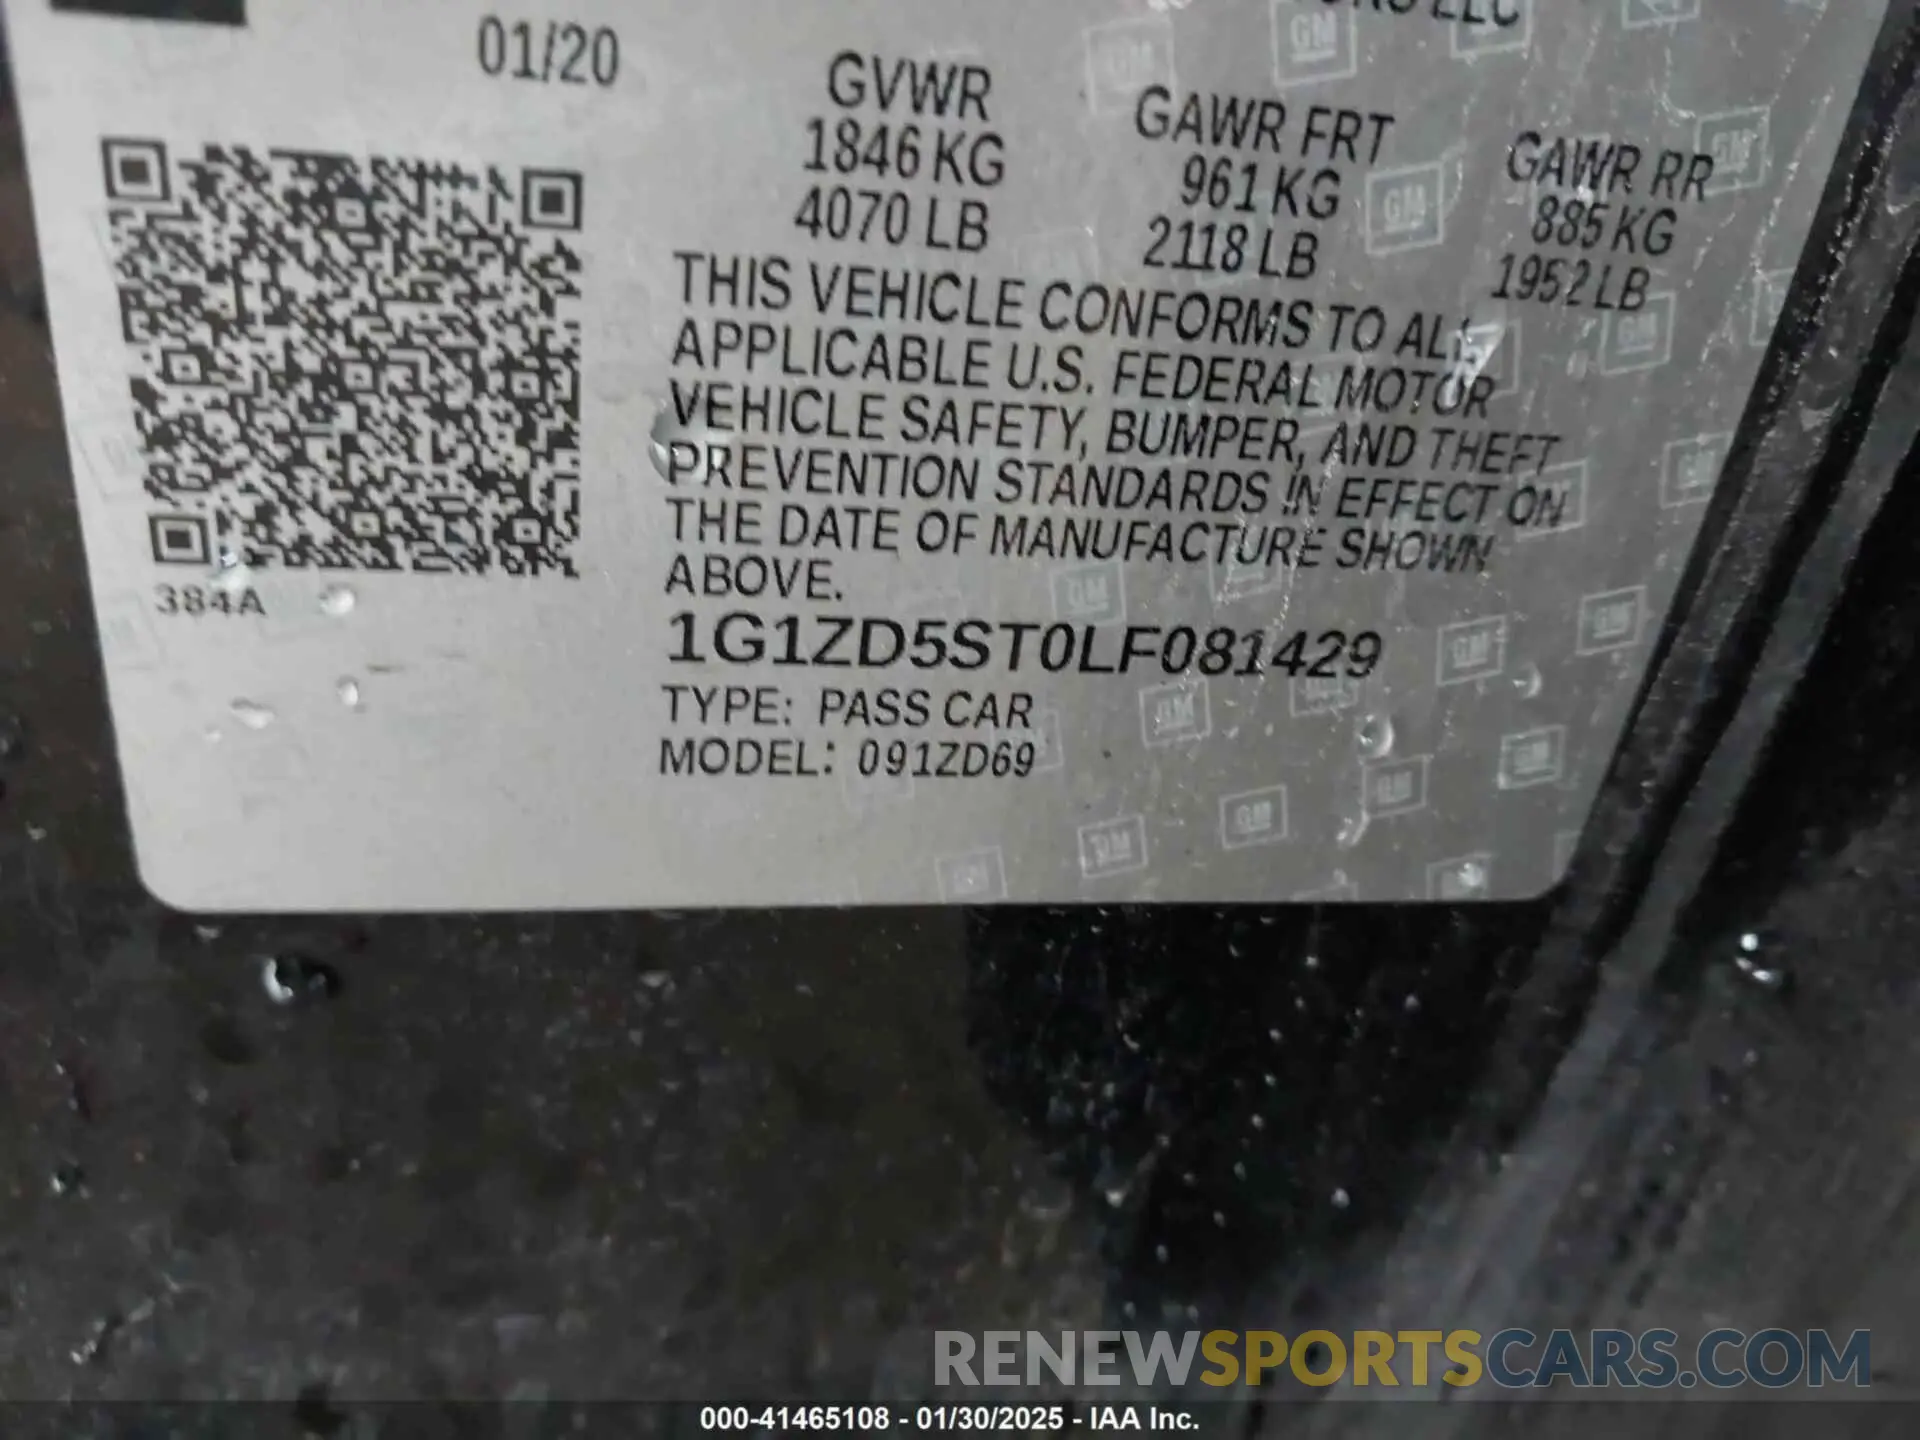 LLC
01/20
GVWR
1846 KG
4070 LB
GAWR FRT
961 KG
2118 LB
GAWR RR
885 KG
1952 LB
THIS VEHICLE CONFORMS TO ALL
APPLICABLE U.S. FEDERAL MOTOR
VEHICLE SAFETY, BUMPER, AND THEFT
PREVENTION STANDARDS IN EFFECT ON
THE DATE OF MANUFACTURE SHOWN
ABOVE.
384A
1G1ZD5ST0LF081429
TYPE: PASS CAR
MODEL: 091ZD69
RENEWSPORTSCARS.COM
000-41465108 - 01/30/2025 - IAA Inc.